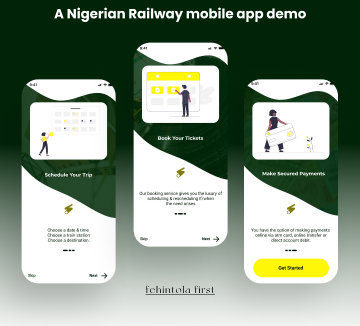 A Nigerian Railway mobile app demo
9:41
9:41
9:41
Schedule Your Trip
Choose a date & time
Choose a train station
Choose a destination
Skip
Next
Book Your Tickets
Our booking service gives you the luxury of
scheduling & rescheduling if/when
the need arises.
Skip
Next
Make Secured Payments
You have the option of making payments
online via atm card, online transfer or
direct account debit.
Get Started
fehintola first